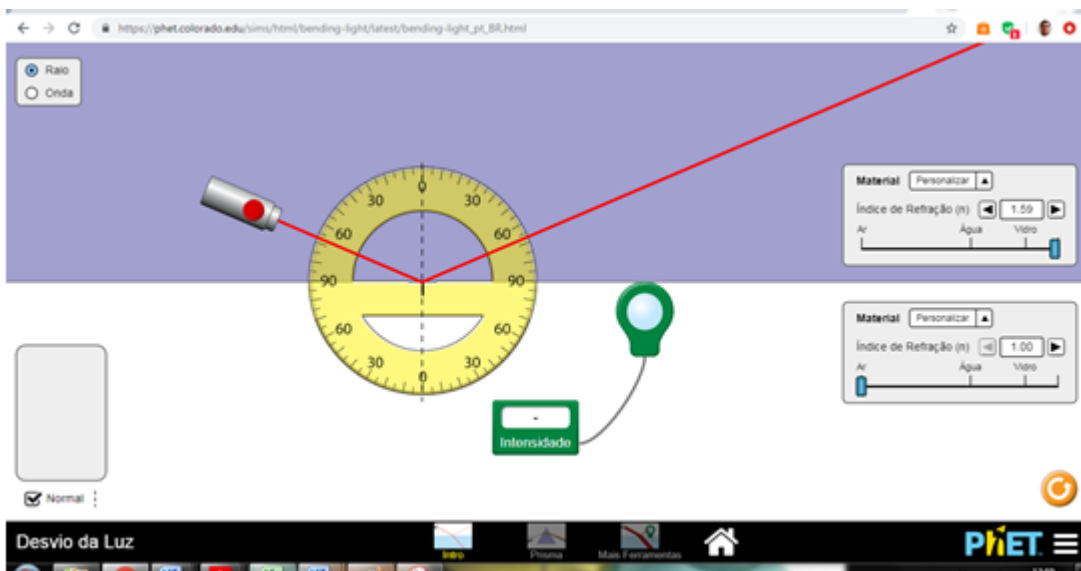 https://phet.colorado.edu/sims/html/bending-light/latest/bending-light_pt_BR.html
Raio
Onda
0
30 30
60 60
90 90
60 60
30 30
0
Material Personalizar
Índice de Refração (n) 1.59
Ar Água Vidro
Material Personalizar
Índice de Refração (n) 1.00
Ar Água Vidro
-
Intensidade
Normal
Desvio da Luz
Intro
Prisma
Mais Ferramentas
PhET